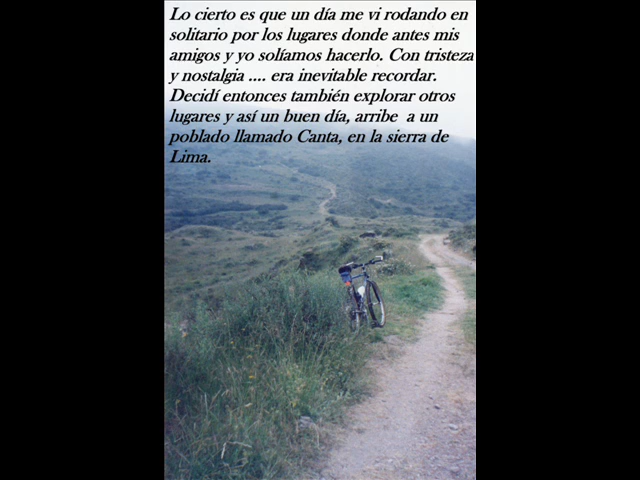 Lo cierto es que un día me vi rodando en
solitario por los lugares donde antes mis
amigos y yo solíamos hacerlo. Con tristeza
y nostalgia .... era inevitable recordar.
Decidí entonces también explorar otros
lugares y así un buen día, arribe a un
poblado llamado Canta, en la sierra de
Lima.